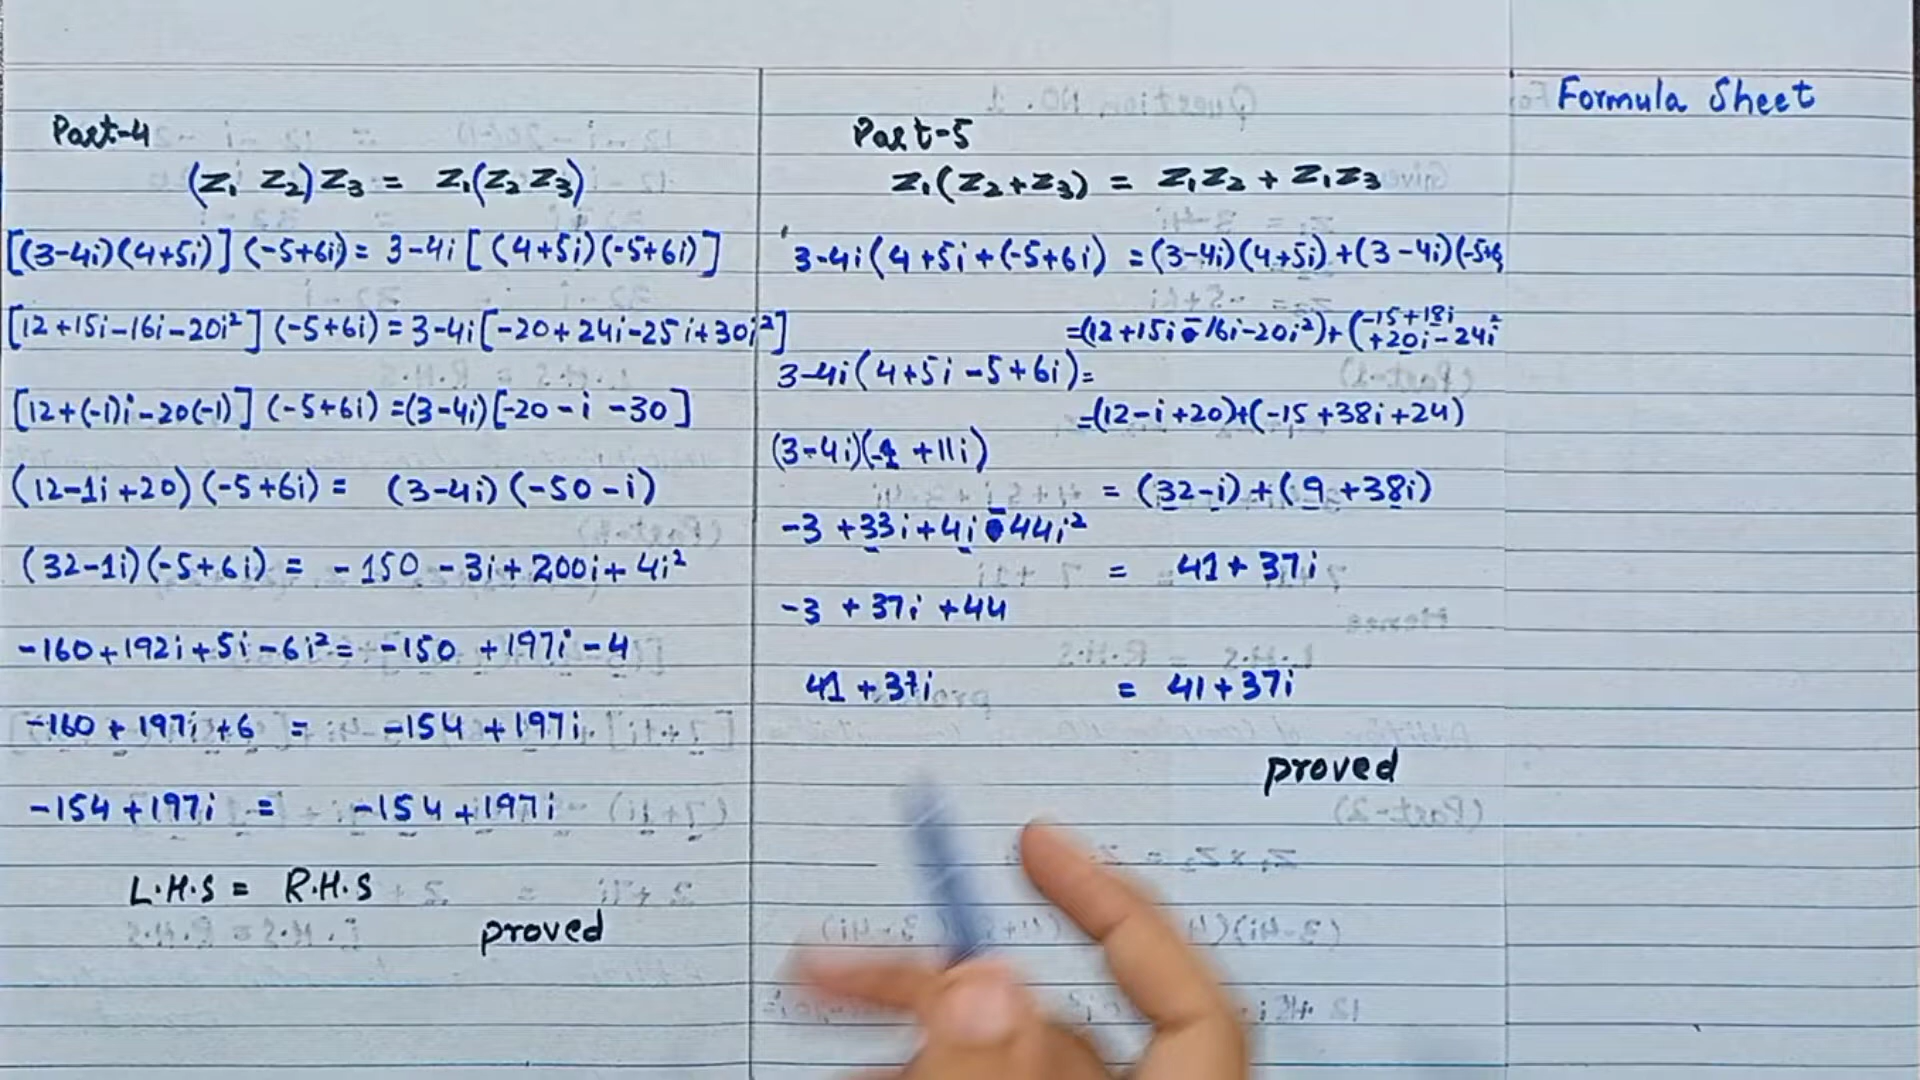 Formula Sheet
Part-4
(Z₁ Z₂) Z₃ = Z₁(Z₂ Z₃)
[(3-4i)(4+5i)] (-5+6i) = 3-4i [(4+5i)(-5+6i)]
[12+15i-16i-20i²] (-5+6i) = 3-4i[-20+24i-25i+30i²]
[12+(-1)i-20(-1)] (-5+6i) =(3-4i)[-20-i-30]
(12-1i+20) (-5+6i) = (3-4i) (-50-i)
(32-1i)(-5+6i) = -150-3i+200i+4i²
-160+192i+5i-6i² = -150+197i-4
-160+197i+6 = -154+197i
-154+197i = -154+197i
L.H.S = R.H.S
proved
Part-5
Z₁(Z₂+Z₃) = Z₁Z₂ + Z₁Z₃
3-4i(4+5i+(-5+6i) =(3-4i)(4+5i)+(3-4i)(-5+6
=(12+15i-16i-20i²)+(-15+18i
+20i-24i²
3-4i(4+5i-5+6i)=
=(12-i+20)+(-15+38i+24)
(3-4i)(-1+11i)
= (32-i)+(9+38i)
-3+33i+4i-44i²
= 41+37i
-3+37i+44
41+37i = 41+37i
proved